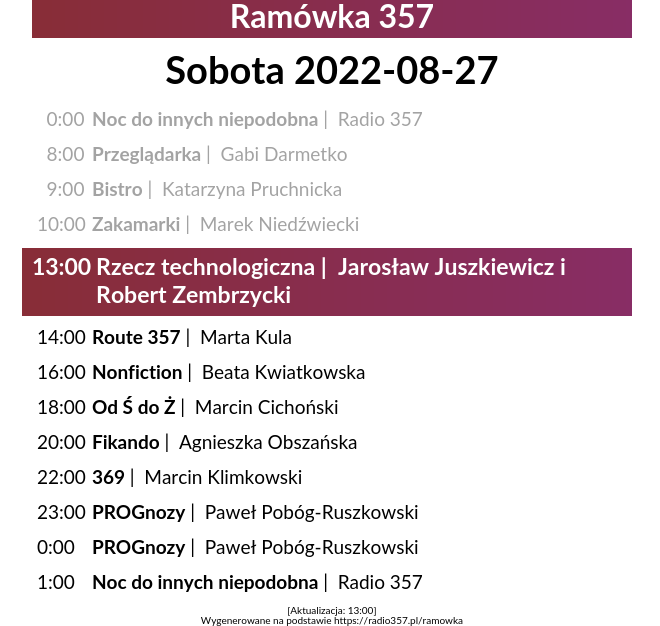 Ramówka 357
Sobota 2022-08-27
0:00 Noc do innych niepodobna | Radio 357
8:00 Przeglądarka | Gabi Darmetko
9:00 Bistro | Katarzyna Pruchnicka
10:00 Zakamarki | Marek Niedźwiecki
13:00 Rzecz technologiczna | Jarosław Juszkiewicz i
Robert Zembrzycki
14:00 Route 357 | Marta Kula
16:00 Nonfiction | Beata Kwiatkowska
18:00 Od Ś do Ż | Marcin Cichoński
20:00 Fikando | Agnieszka Obszańska
22:00 369 | Marcin Klimkowski
23:00 PROGnozy | Paweł Pobóg-Ruszkowski
0:00 PROGnozy | Paweł Pobóg-Ruszkowski
1:00 Noc do innych niepodobna | Radio 357
[Aktualizacja: 13:00]
Wygenerowane na podstawie https://radio357.pl/ramowka